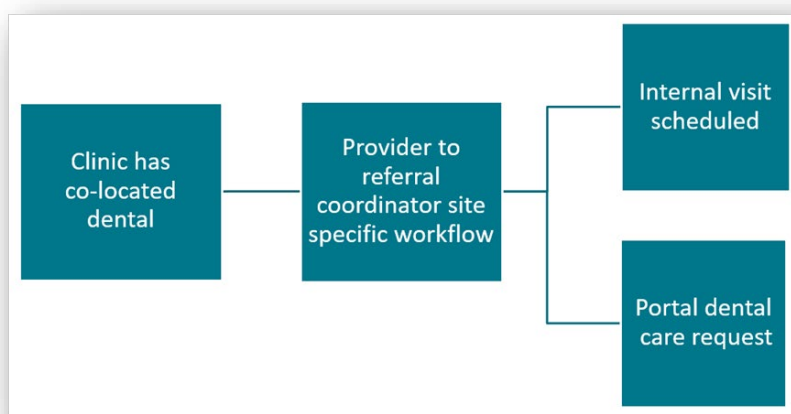 Clinic has
co-located
dental
Provider to
referral
coordinator site
specific workflow
Internal visit
scheduled
Portal dental
care request